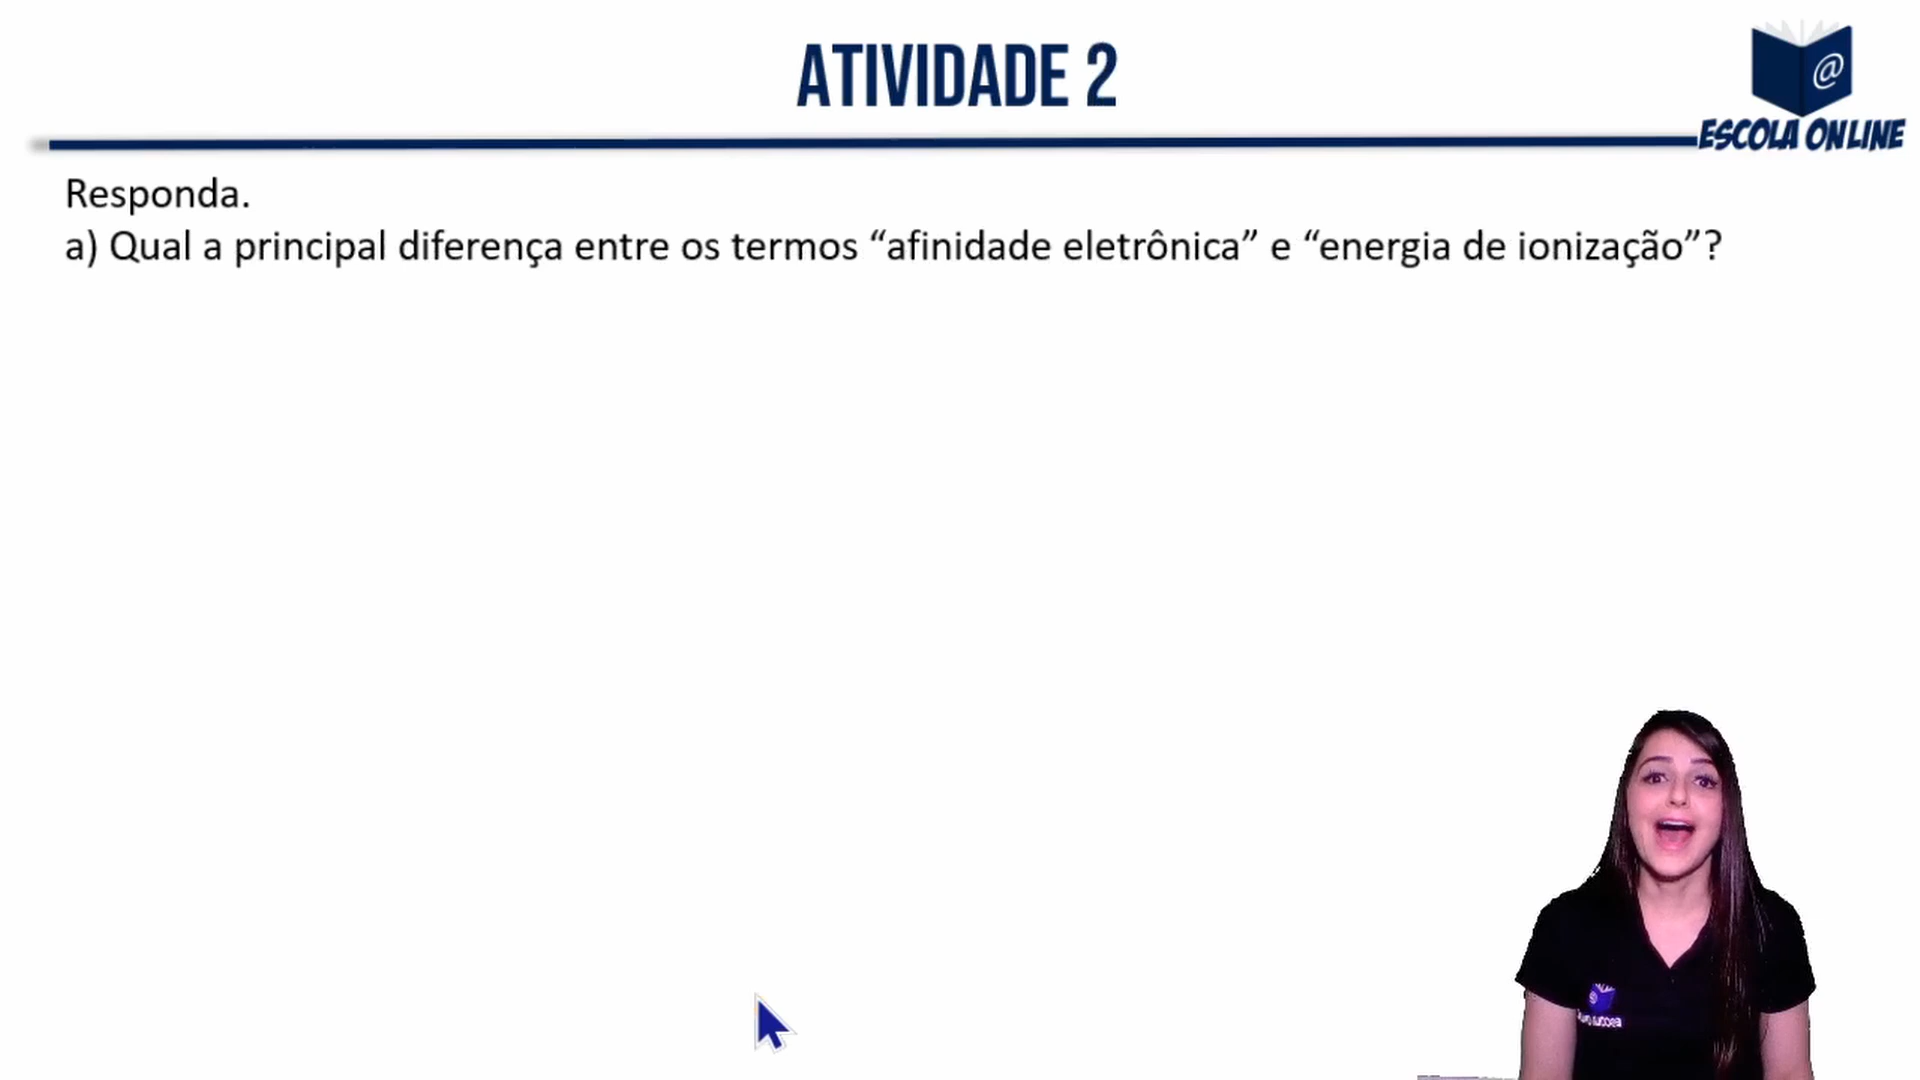 ATIVIDADE 2
@
ESCOLA ONLINE
Responda.
a) Qual a principal diferença entre os termos “afinidade eletrônica” e “energia de ionização”?